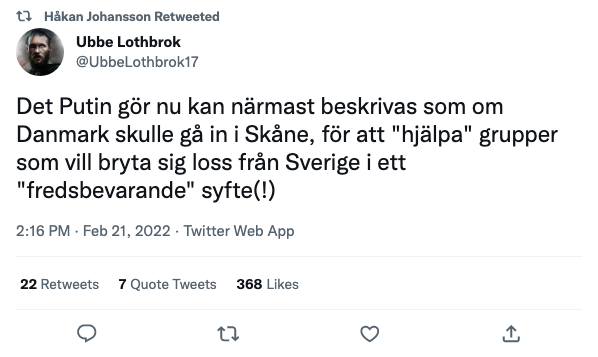 Håkan Johansson Retweeted
Ubbe Lothbrok
@UbbeLothbrok17
Det Putin gör nu kan närmast beskrivas som om
Danmark skulle gå in i Skåne, för att "hjälpa" grupper
som vill bryta sig loss från Sverige i ett
"fredsbevarande" syfte(!)
2:16 PM · Feb 21, 2022 · Twitter Web App
22 Retweets 7 Quote Tweets 368 Likes